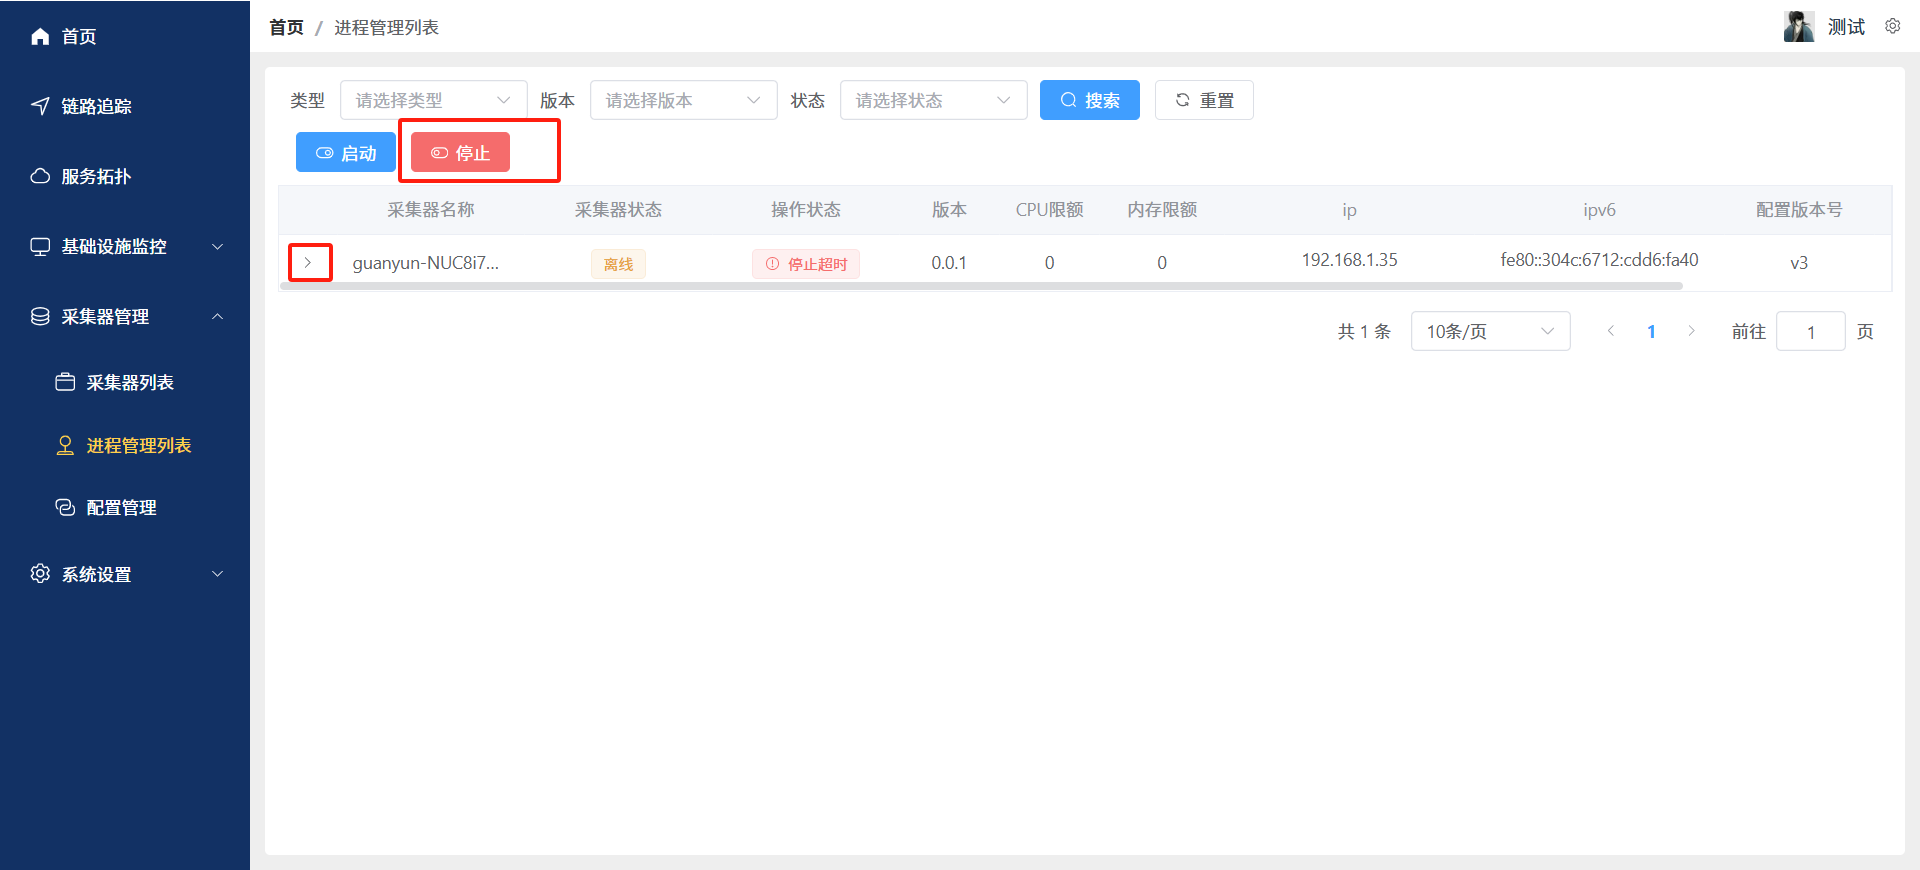 首页
链路追踪
服务拓扑
基础设施监控
采集器管理
采集器列表
进程管理列表
配置管理
系统设置
首页 / 进程管理列表
测试
类型 请选择类型 版本 请选择版本 状态 请选择状态 搜索 重置
启动 停止
采集器名称 采集器状态 操作状态 版本 CPU限额 内存限额 ip ipv6 配置版本号
guanyun-NUC8i7... 离线 停止超时 0.0.1 0 0 192.168.1.35 fe80::304c:6712:cdd6:fa40 v3
共 1 条 10条/页 1 前往 1 页